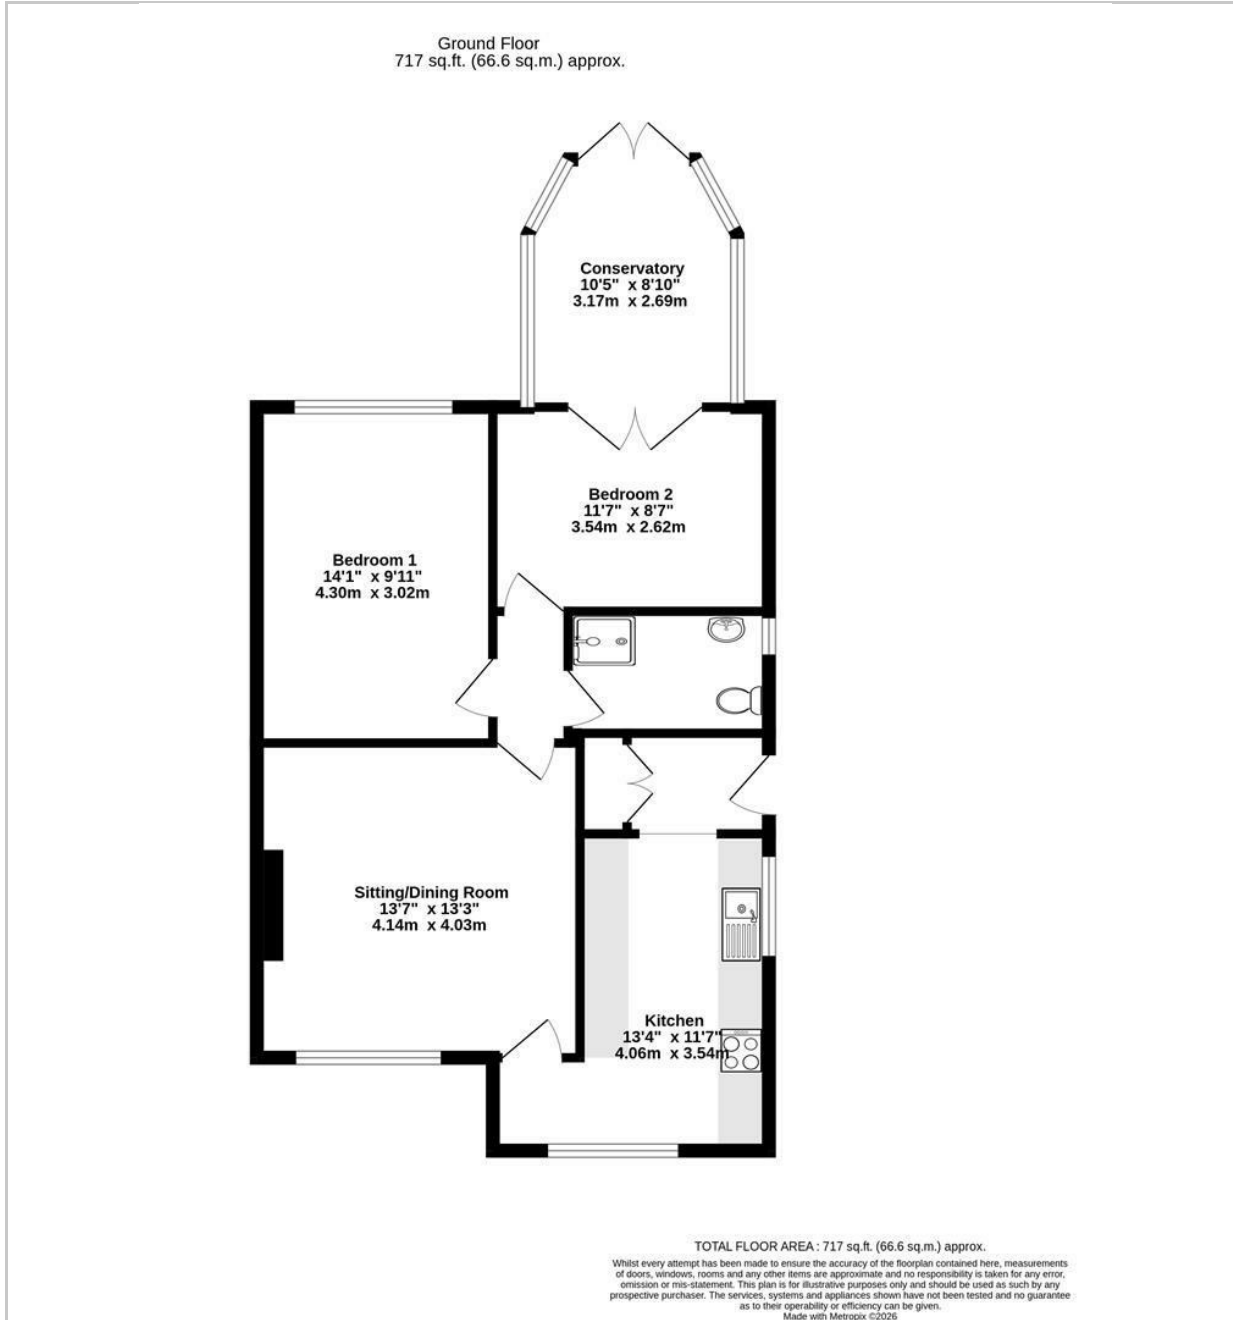 Ground Floor
717 sq.ft. (66.6 sq.m.) approx.
Conservatory
10'5" x 8'10"
3.17m x 2.69m
Bedroom 2
11'7" x 8'7"
3.54m x 2.62m
Bedroom 1
14'1" x 9'11"
4.30m x 3.02m
Sitting/Dining Room
13'7" x 13'3"
4.14m x 4.03m
Kitchen
13'4" x 11'7"
4.06m x 3.54m
TOTAL FLOOR AREA : 717 sq.ft. (66.6 sq.m.) approx.
Whilst every attempt has been made to ensure the accuracy of the floorplan contained here, measurements
of doors, windows, rooms and any other items are approximate and no responsibility is taken for any error,
omission or mis-statement. This plan is for illustrative purposes only and should be used as such by any
prospective purchaser. The services, systems and appliances shown have not been tested and no guarantee
as to their operability or efficiency can be given.
Made with Metropix ©2026